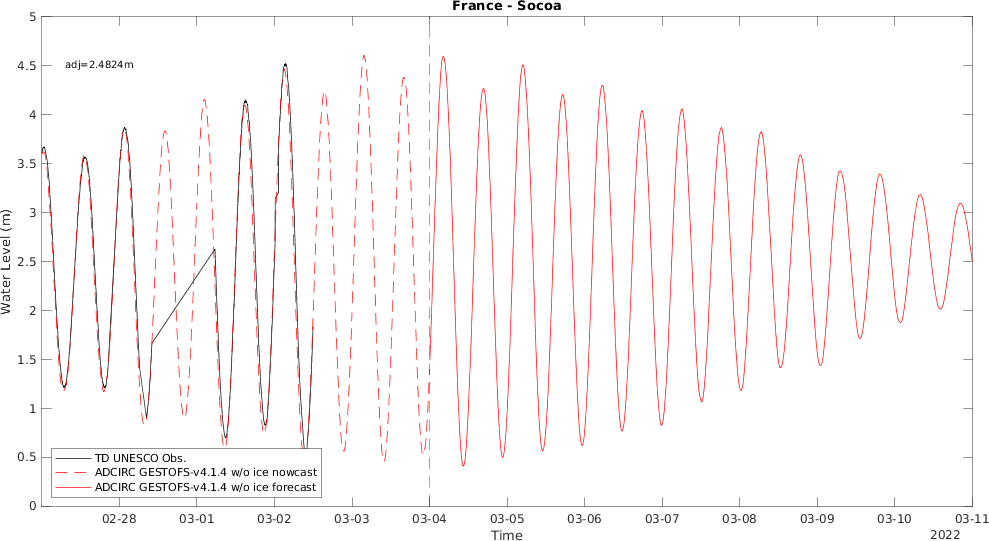 France - Socoa
adj=2.4824m
Water Level (m)
5
4.5
4
3.5
3
2.5
2
1.5
1
0.5
0
TD UNESCO Obs.
ADCIRC GESTOFS-v4.1.4 w/o ice nowcast
ADCIRC GESTOFS-v4.1.4 w/o ice forecast
02-28 03-01 03-02 03-03 03-04 03-05 03-06 03-07 03-08 03-09 03-10 03-11
Time
2022